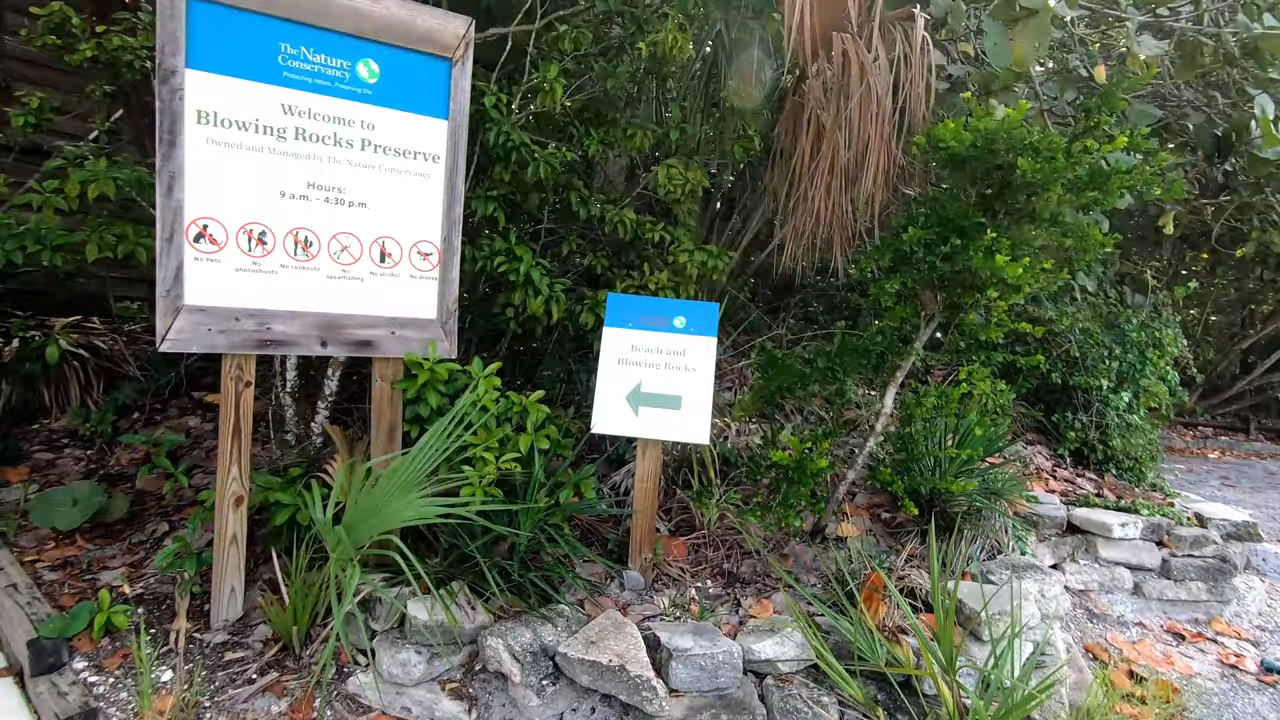 The Nature
Conservancy
Protecting nature. Preserving life.
Welcome to
Blowing Rocks Preserve
Owned and Managed by The Nature Conservancy
Hours:
9 a.m. – 4:30 p.m.
No Pets
No photoshoots
No cookouts
No spearfishing
No alcohol
No drones
Beach and
Blowing Rocks